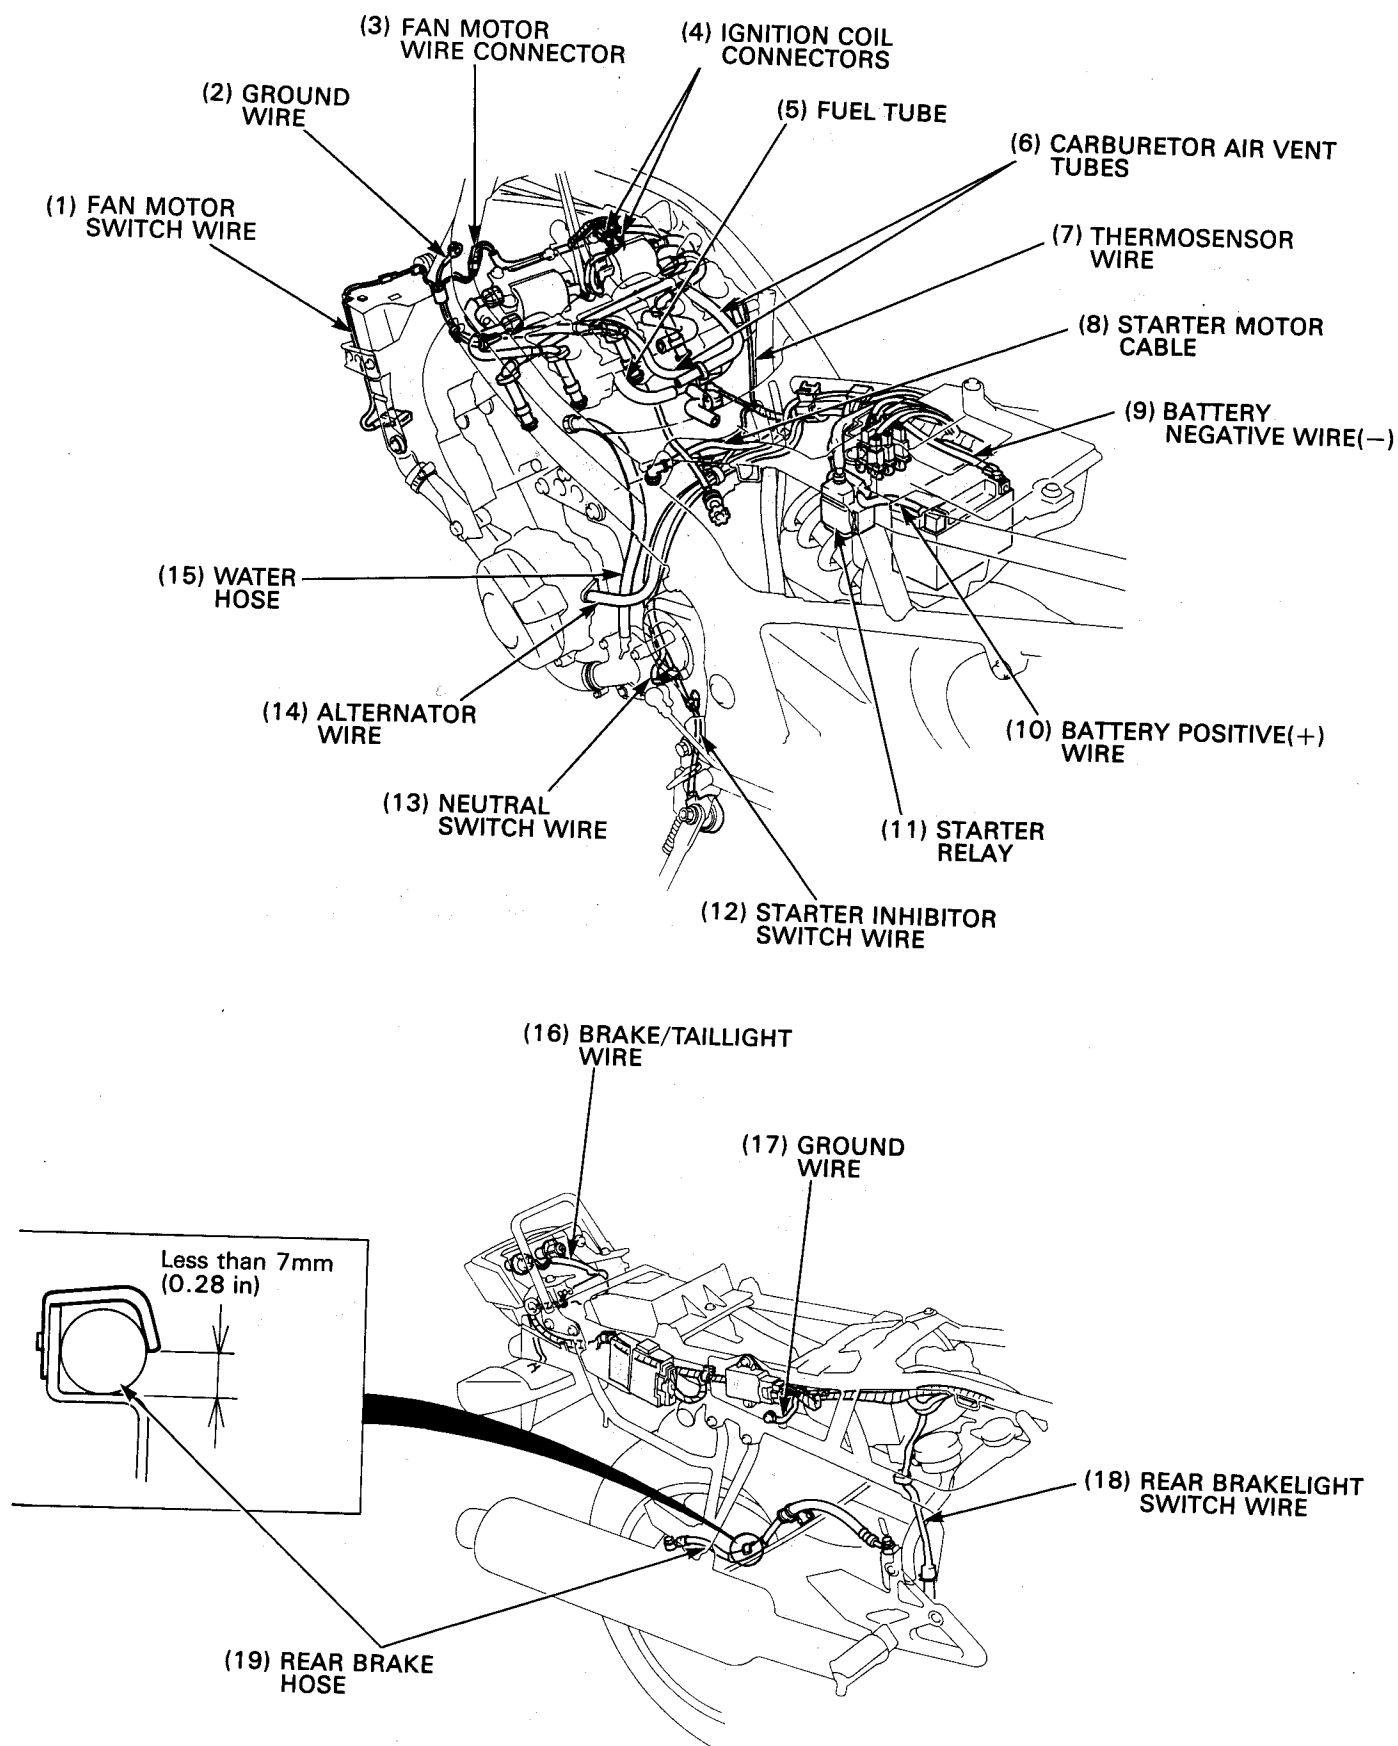 (3) FAN MOTOR
WIRE CONNECTOR
(4) IGNITION COIL
CONNECTORS
(2) GROUND
WIRE
(5) FUEL TUBE
(6) CARBURETOR AIR VENT
TUBES
(1) FAN MOTOR
SWITCH WIRE
(7) THERMOSENSOR
WIRE
(8) STARTER MOTOR
CABLE
(9) BATTERY
NEGATIVE WIRE(−)
(15) WATER
HOSE
(14) ALTERNATOR
WIRE
(10) BATTERY POSITIVE(+)
WIRE
(13) NEUTRAL
SWITCH WIRE
(11) STARTER
RELAY
(12) STARTER INHIBITOR
SWITCH WIRE
(16) BRAKE/TAILLIGHT
WIRE
(17) GROUND
WIRE
Less than 7mm
(0.28 in)
(18) REAR BRAKELIGHT
SWITCH WIRE
(19) REAR BRAKE
HOSE